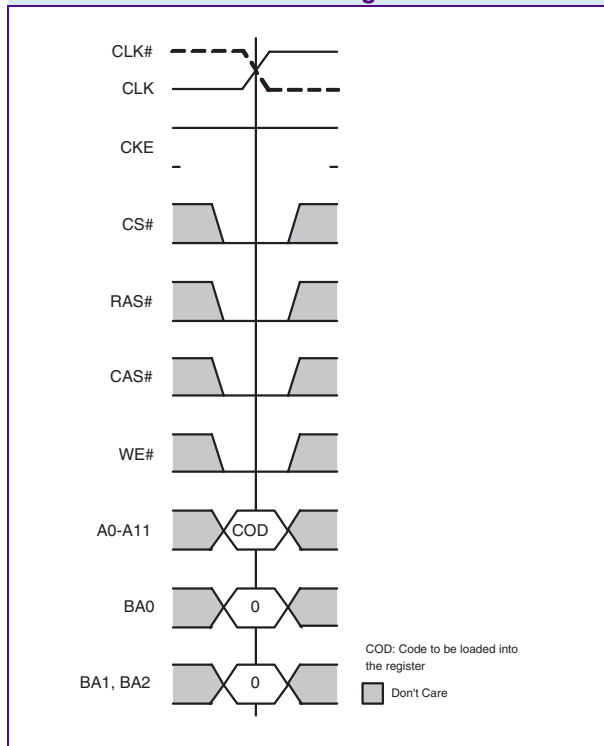 CLK#
CLK
CKE
CS#
RAS#
CAS#
WE#
A0-A11
COD
BA0
0
BA1, BA2
0
COD: Code to be loaded into
the register
Don't Care